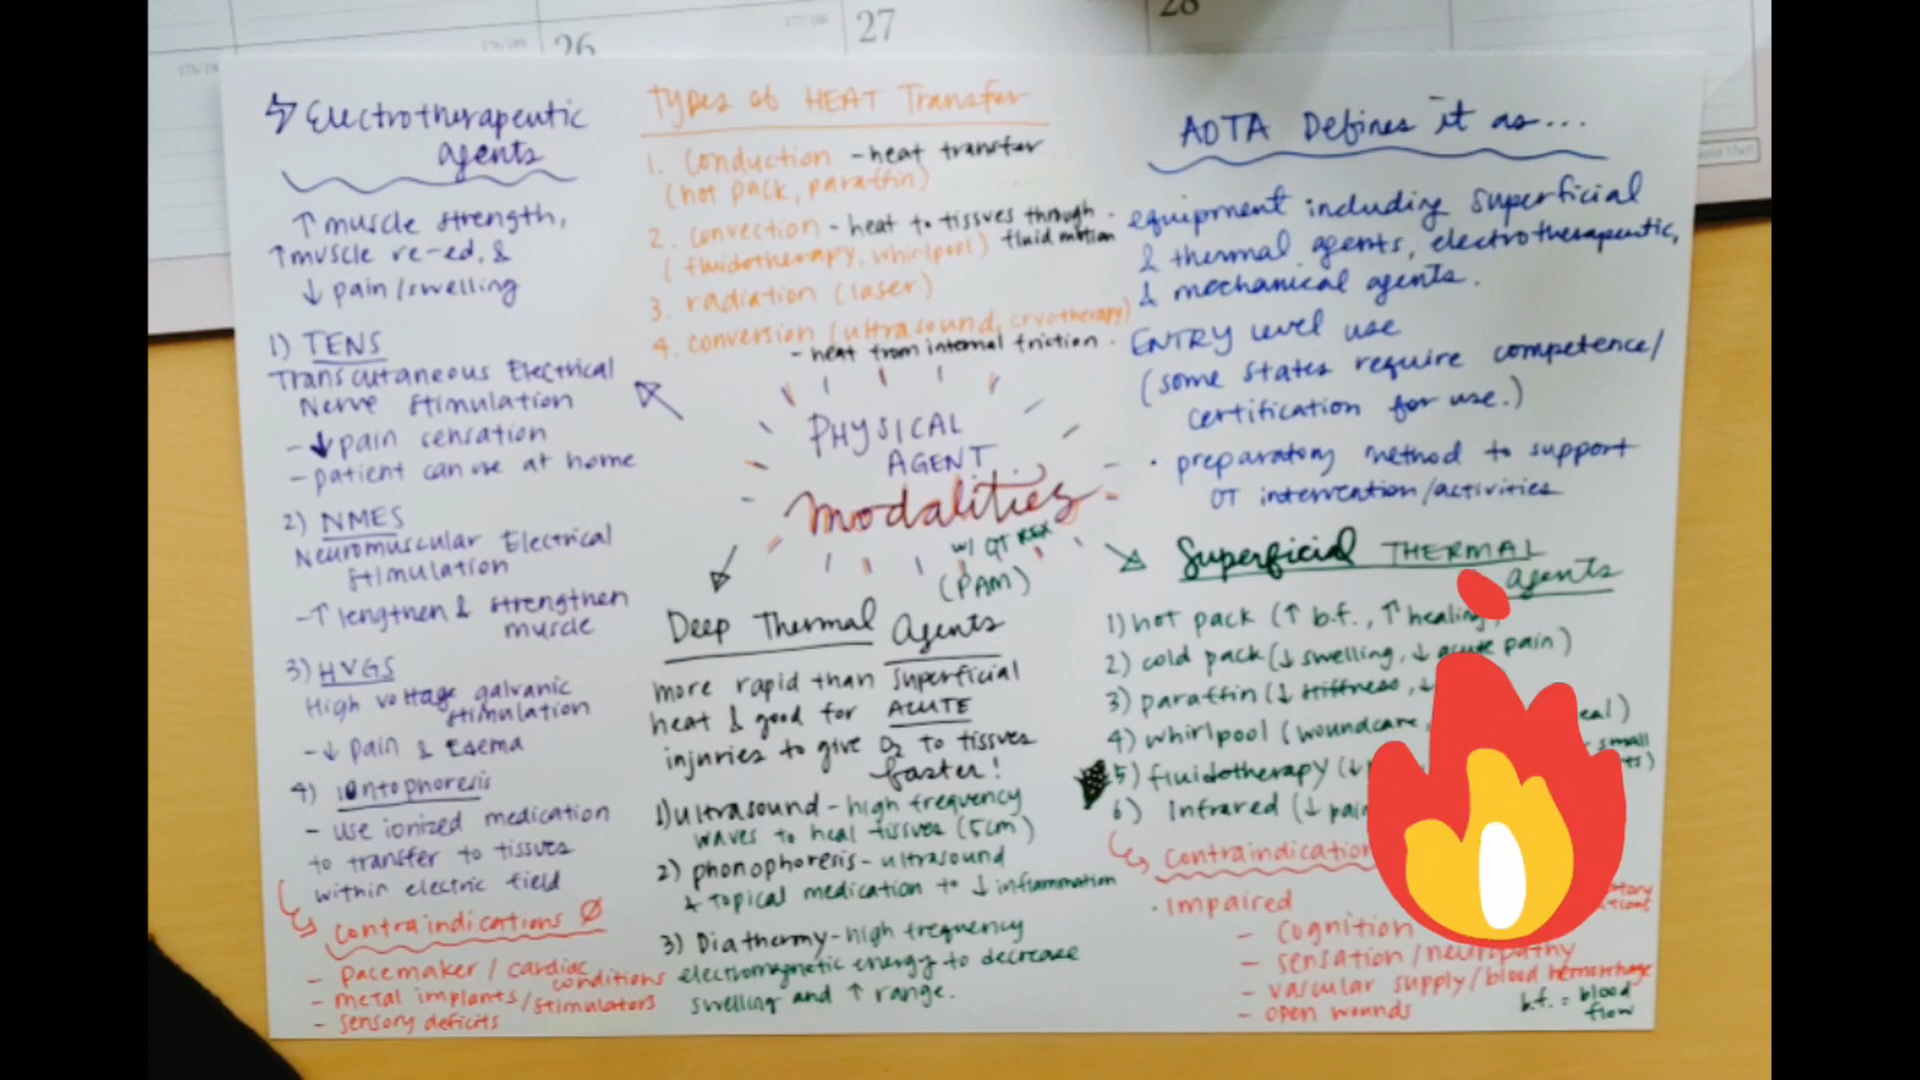 26
27
28
177/188
176/189
Electrotherapeutic
agents
↑ muscle strength,
↑ muscle re-ed, &
↓ pain/swelling
1) TENS
Transcutaneous Electrical
Nerve Stimulation
- ↓ pain sensation
- patient can use at home
2) NMES
Neuromuscular Electrical
Stimulation
- ↑ lengthen & strengthen
muscle
3) HVGS
High voltage galvanic
stimulation
- ↓ pain & Edema
4) iontophoresis
- use ionized medication
to transfer to tissues
within electric field
contraindications Ø
- pacemaker / cardiac
conditions
- metal implants/stimulators
- sensory deficits
Types of HEAT Transfer
1. Conduction - heat transfer
(hot pack, paraffin)
2. convection - heat to tissues through
(fluidotherapy, whirlpool) fluid motion
3. radiation (laser)
4. conversion (ultrasound, cryotherapy)
- heat from internal friction
PHYSICAL
AGENT
modalities
w/ OT REX
(PAM)
Deep Thermal Agents
more rapid than superficial
heat & good for ACUTE
injuries to give O2 to tissues
faster!
1) ultrasound - high frequency
waves to heal tissues (5cm)
2) phonophoresis - ultrasound
& topical medication to ↓ inflammation
3) Diathermy - high frequency
electromagnetic energy to decrease
swelling and ↑ range.
AOTA Defines it as...
equipment including superficial
& thermal agents, electrotherapeutic,
& mechanical agents.
ENTRY level use
(some states require competence/
certification for use.)
· preparatory method to support
OT intervention/activities
Superficial THERMAL
agents
1) hot pack (↑ b.f., ↑ healing
2) cold pack (↓ swelling, ↓ acute pain)
3) paraffin (↓ stiffness, ↓
4) whirlpool (woundcare,
small
5) fluidotherapy (↓
6) Infrared (↓ pain
contraindication
· Impaired
- Cognition
- sensation/neuropathy
- vascular supply/blood hemorrhage
- open wounds
b.f. = blood
flow